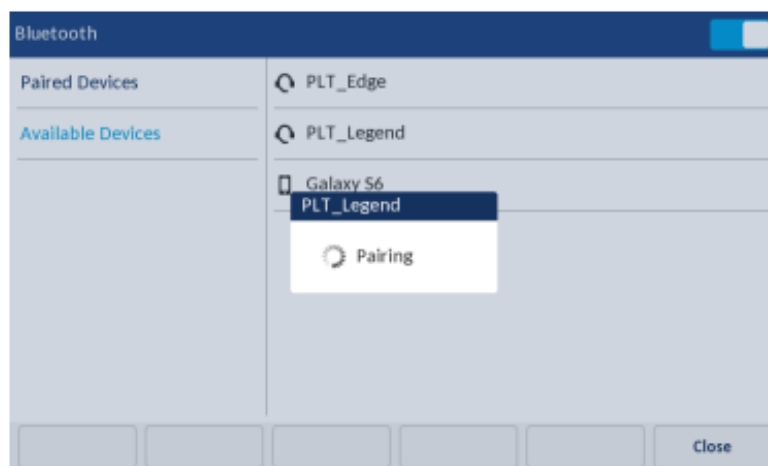 Bluetooth
Paired Devices
Available Devices
PLT_Edge
PLT_Legend
Galaxy S6
PLT_Legend
Pairing
Close